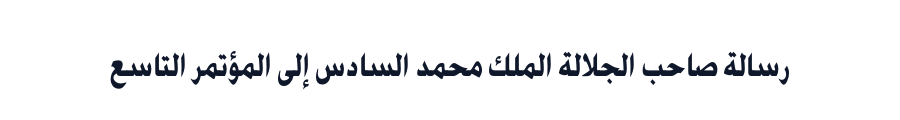 رسالة صاحب الجلالة الملك محمد السادس إلى المؤتمر التاسع